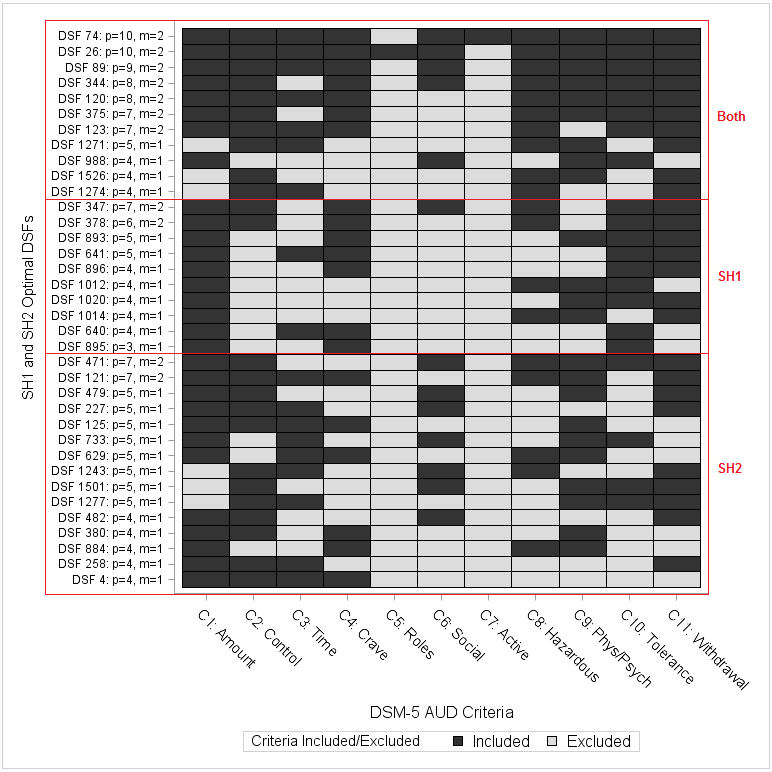 DSF 74: p=10, m=2
DSF 26: p=10, m=2
DSF 89: p=9, m=2
DSF 344: p=8, m=2
DSF 120: p=8, m=2
DSF 375: p=7, m=2
DSF 123: p=7, m=2
DSF 1271: p=5, m=1
DSF 988: p=4, m=1
DSF 1526: p=4, m=1
DSF 1274: p=4, m=1
Both
DSF 347: p=7, m=2
DSF 378: p=6, m=2
DSF 893: p=5, m=1
DSF 641: p=5, m=1
DSF 896: p=4, m=1
DSF 1012: p=4, m=1
DSF 1020: p=4, m=1
DSF 1014: p=4, m=1
DSF 640: p=4, m=1
DSF 895: p=3, m=1
SH1
DSF 471: p=7, m=2
DSF 121: p=7, m=2
DSF 479: p=5, m=1
DSF 227: p=5, m=1
DSF 125: p=5, m=1
DSF 733: p=5, m=1
DSF 629: p=5, m=1
DSF 1243: p=5, m=1
DSF 1501: p=5, m=1
DSF 1277: p=5, m=1
DSF 482: p=4, m=1
DSF 380: p=4, m=1
DSF 884: p=4, m=1
DSF 258: p=4, m=1
DSF 4: p=4, m=1
SH2
SH1 and SH2 Optimal DSFs
C1: Amount
C2: Control
C3: Time
C4: Crave
C5: Roles
C6: Social
C7: Active
C8: Hazardous
C9: Phys/Psych
C10: Tolerance
C11: Withdrawal
DSM-5 AUD Criteria
Criteria Included/Excluded
Included
Excluded